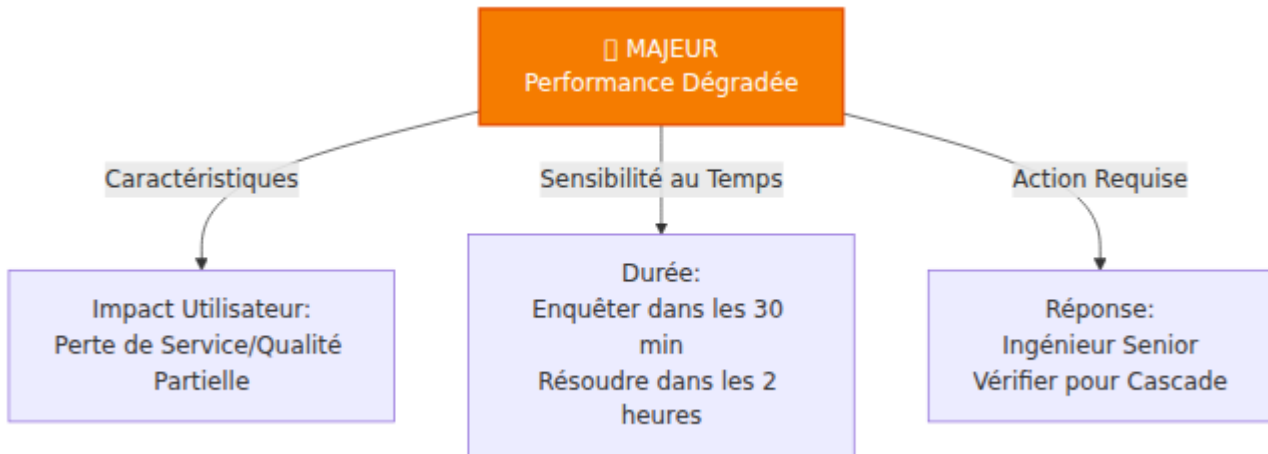 MAJEUR
Performance Dégradée
Caractéristiques
Sensibilité au Temps
Action Requise
Impact Utilisateur:
Perte de Service/Qualité
Partielle
Durée:
Enquêter dans les 30
min
Résoudre dans les 2
heures
Réponse:
Ingénieur Senior
Vérifier pour Cascade